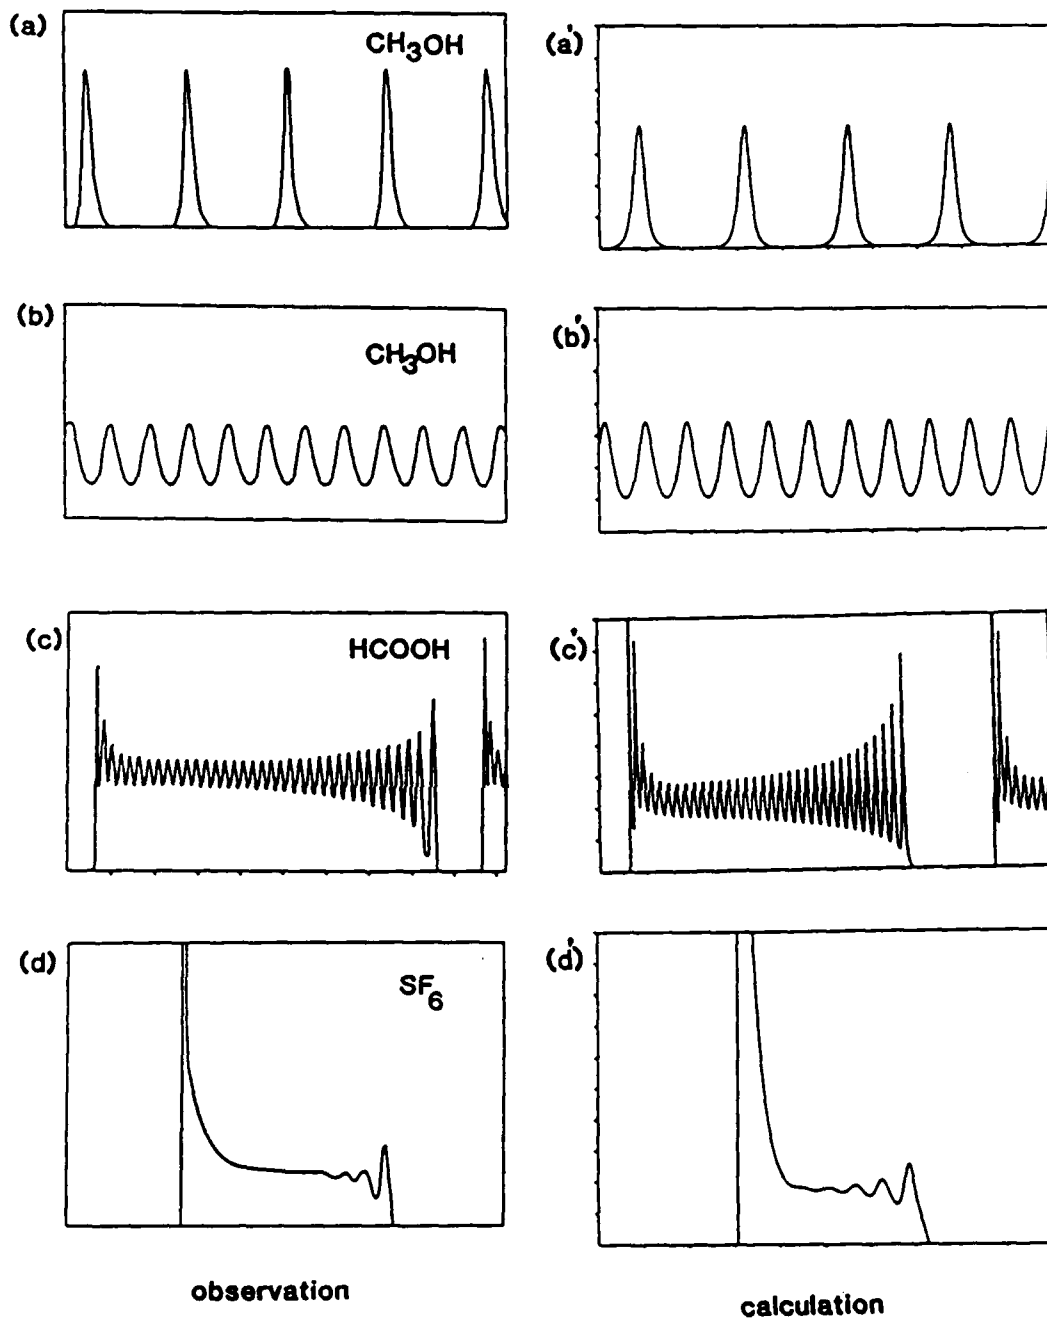 (a)
CH3OH
(a')
(b)
CH3OH
(b')
(c)
HCOOH
(c')
(d)
SF6
(d')
observation
calculation